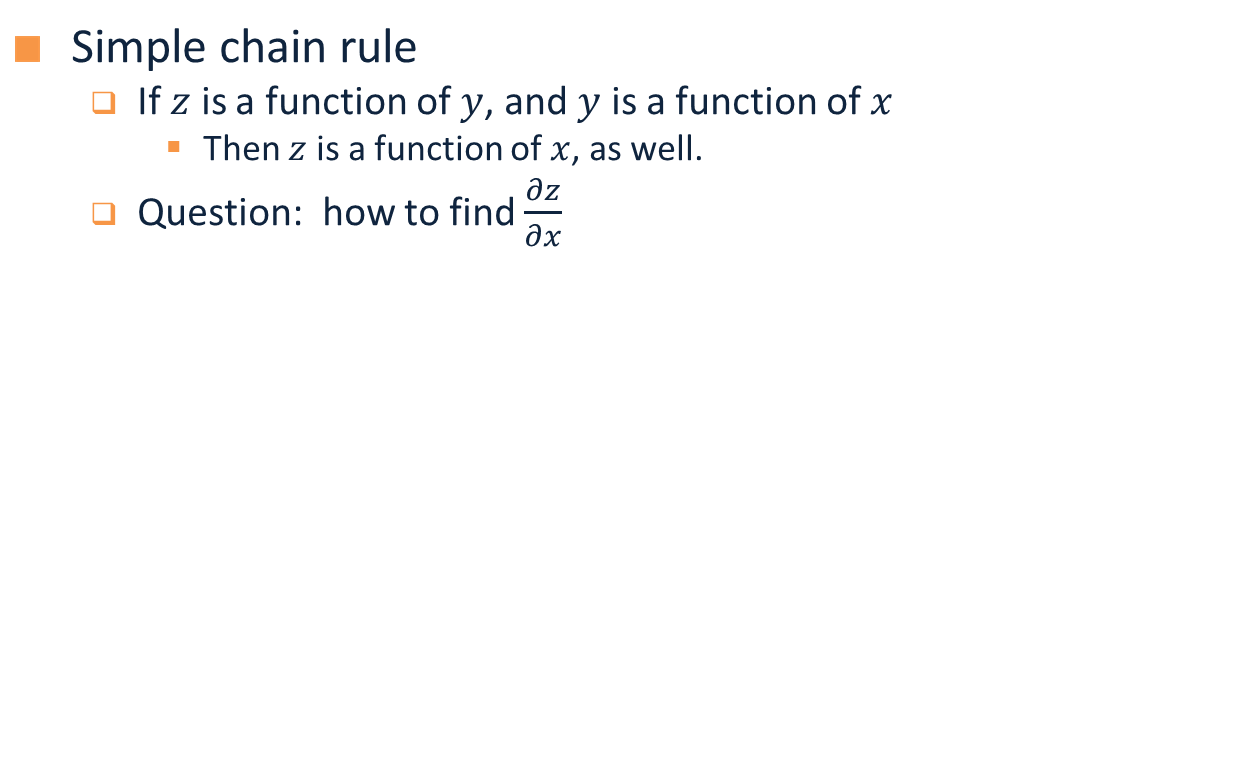 Simple chain rule
If z is a function of y, and y is a function of x
Then z is a function of x, as well.
Question: how to find ∂z/∂x